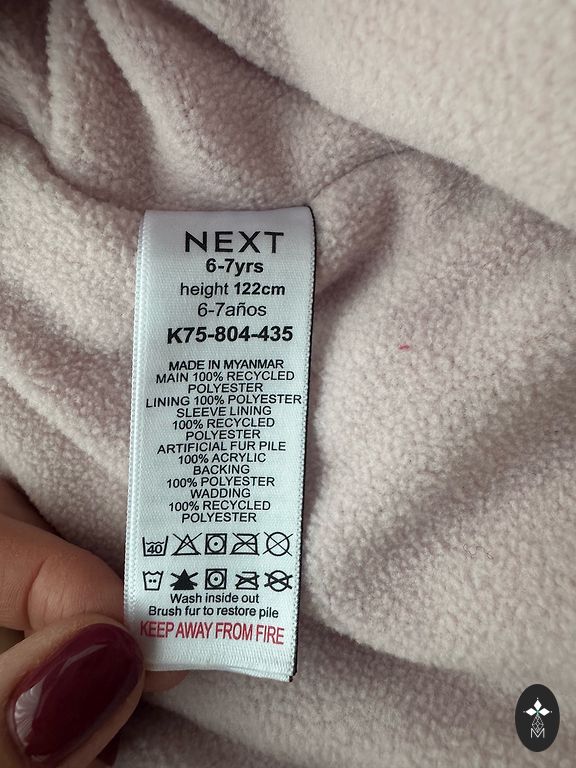 NEXT
6-7yrs
height 122cm
6-7años
K75-804-435
MADE IN MYANMAR
MAIN 100% RECYCLED
POLYESTER
LINING 100% POLYESTER
SLEEVE LINING
100% RECYCLED
POLYESTER
ARTIFICIAL FUR PILE
100% ACRYLIC
BACKING
100% POLYESTER
WADDING
100% RECYCLED
POLYESTER
40
Wash inside out
Brush fur to restore pile
KEEP AWAY FROM FIRE
M